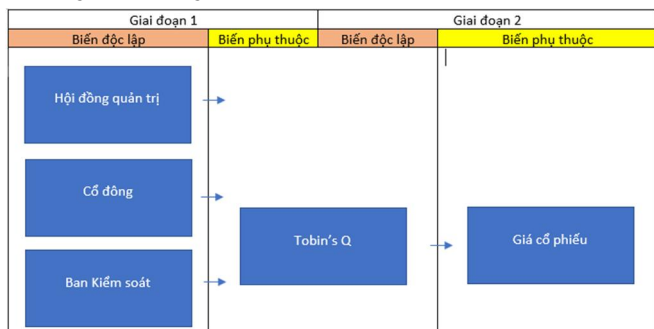 Giai đoạn 1
Giai đoạn 2
Biến độc lập
Biến phụ thuộc
Biến độc lập
Biến phụ thuộc
Hội đồng quản trị
Cổ đông
Tobin's Q
Giá cổ phiếu
Ban Kiểm soát